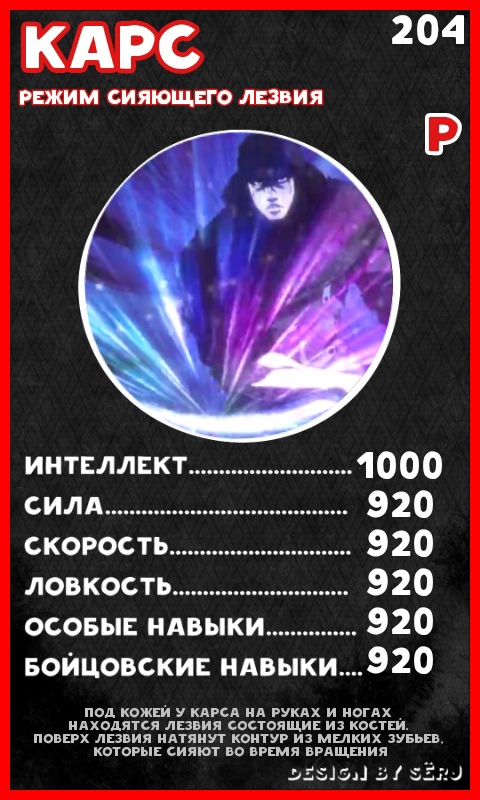 КАРС
204
РЕЖИМ СИЯЮЩЕГО ЛЕЗВИЯ
Р
ИНТЕЛЛЕКТ............................1000
СИЛА.......................................... 920
СКОРОСТЬ............................... 920
ЛОВКОСТЬ.............................. 920
ОСОБЫЕ НАВЫКИ................ 920
БОЙЦОВСКИЕ НАВЫКИ.... 920
ПОД КОЖЕЙ У КАРСА НА РУКАХ И НОГАХ
НАХОДЯТСЯ ЛЕЗВИЯ СОСТОЯЩИЕ ИЗ КОСТЕЙ.
ПОВЕРХ ЛЕЗВИЯ НАТЯНУТ КОНТУР ИЗ МЕЛКИХ ЗУБЬЕВ,
КОТОРЫЕ СИЯЮТ ВО ВРЕМЯ ВРАЩЕНИЯ
DESIGN BY SЁRJ